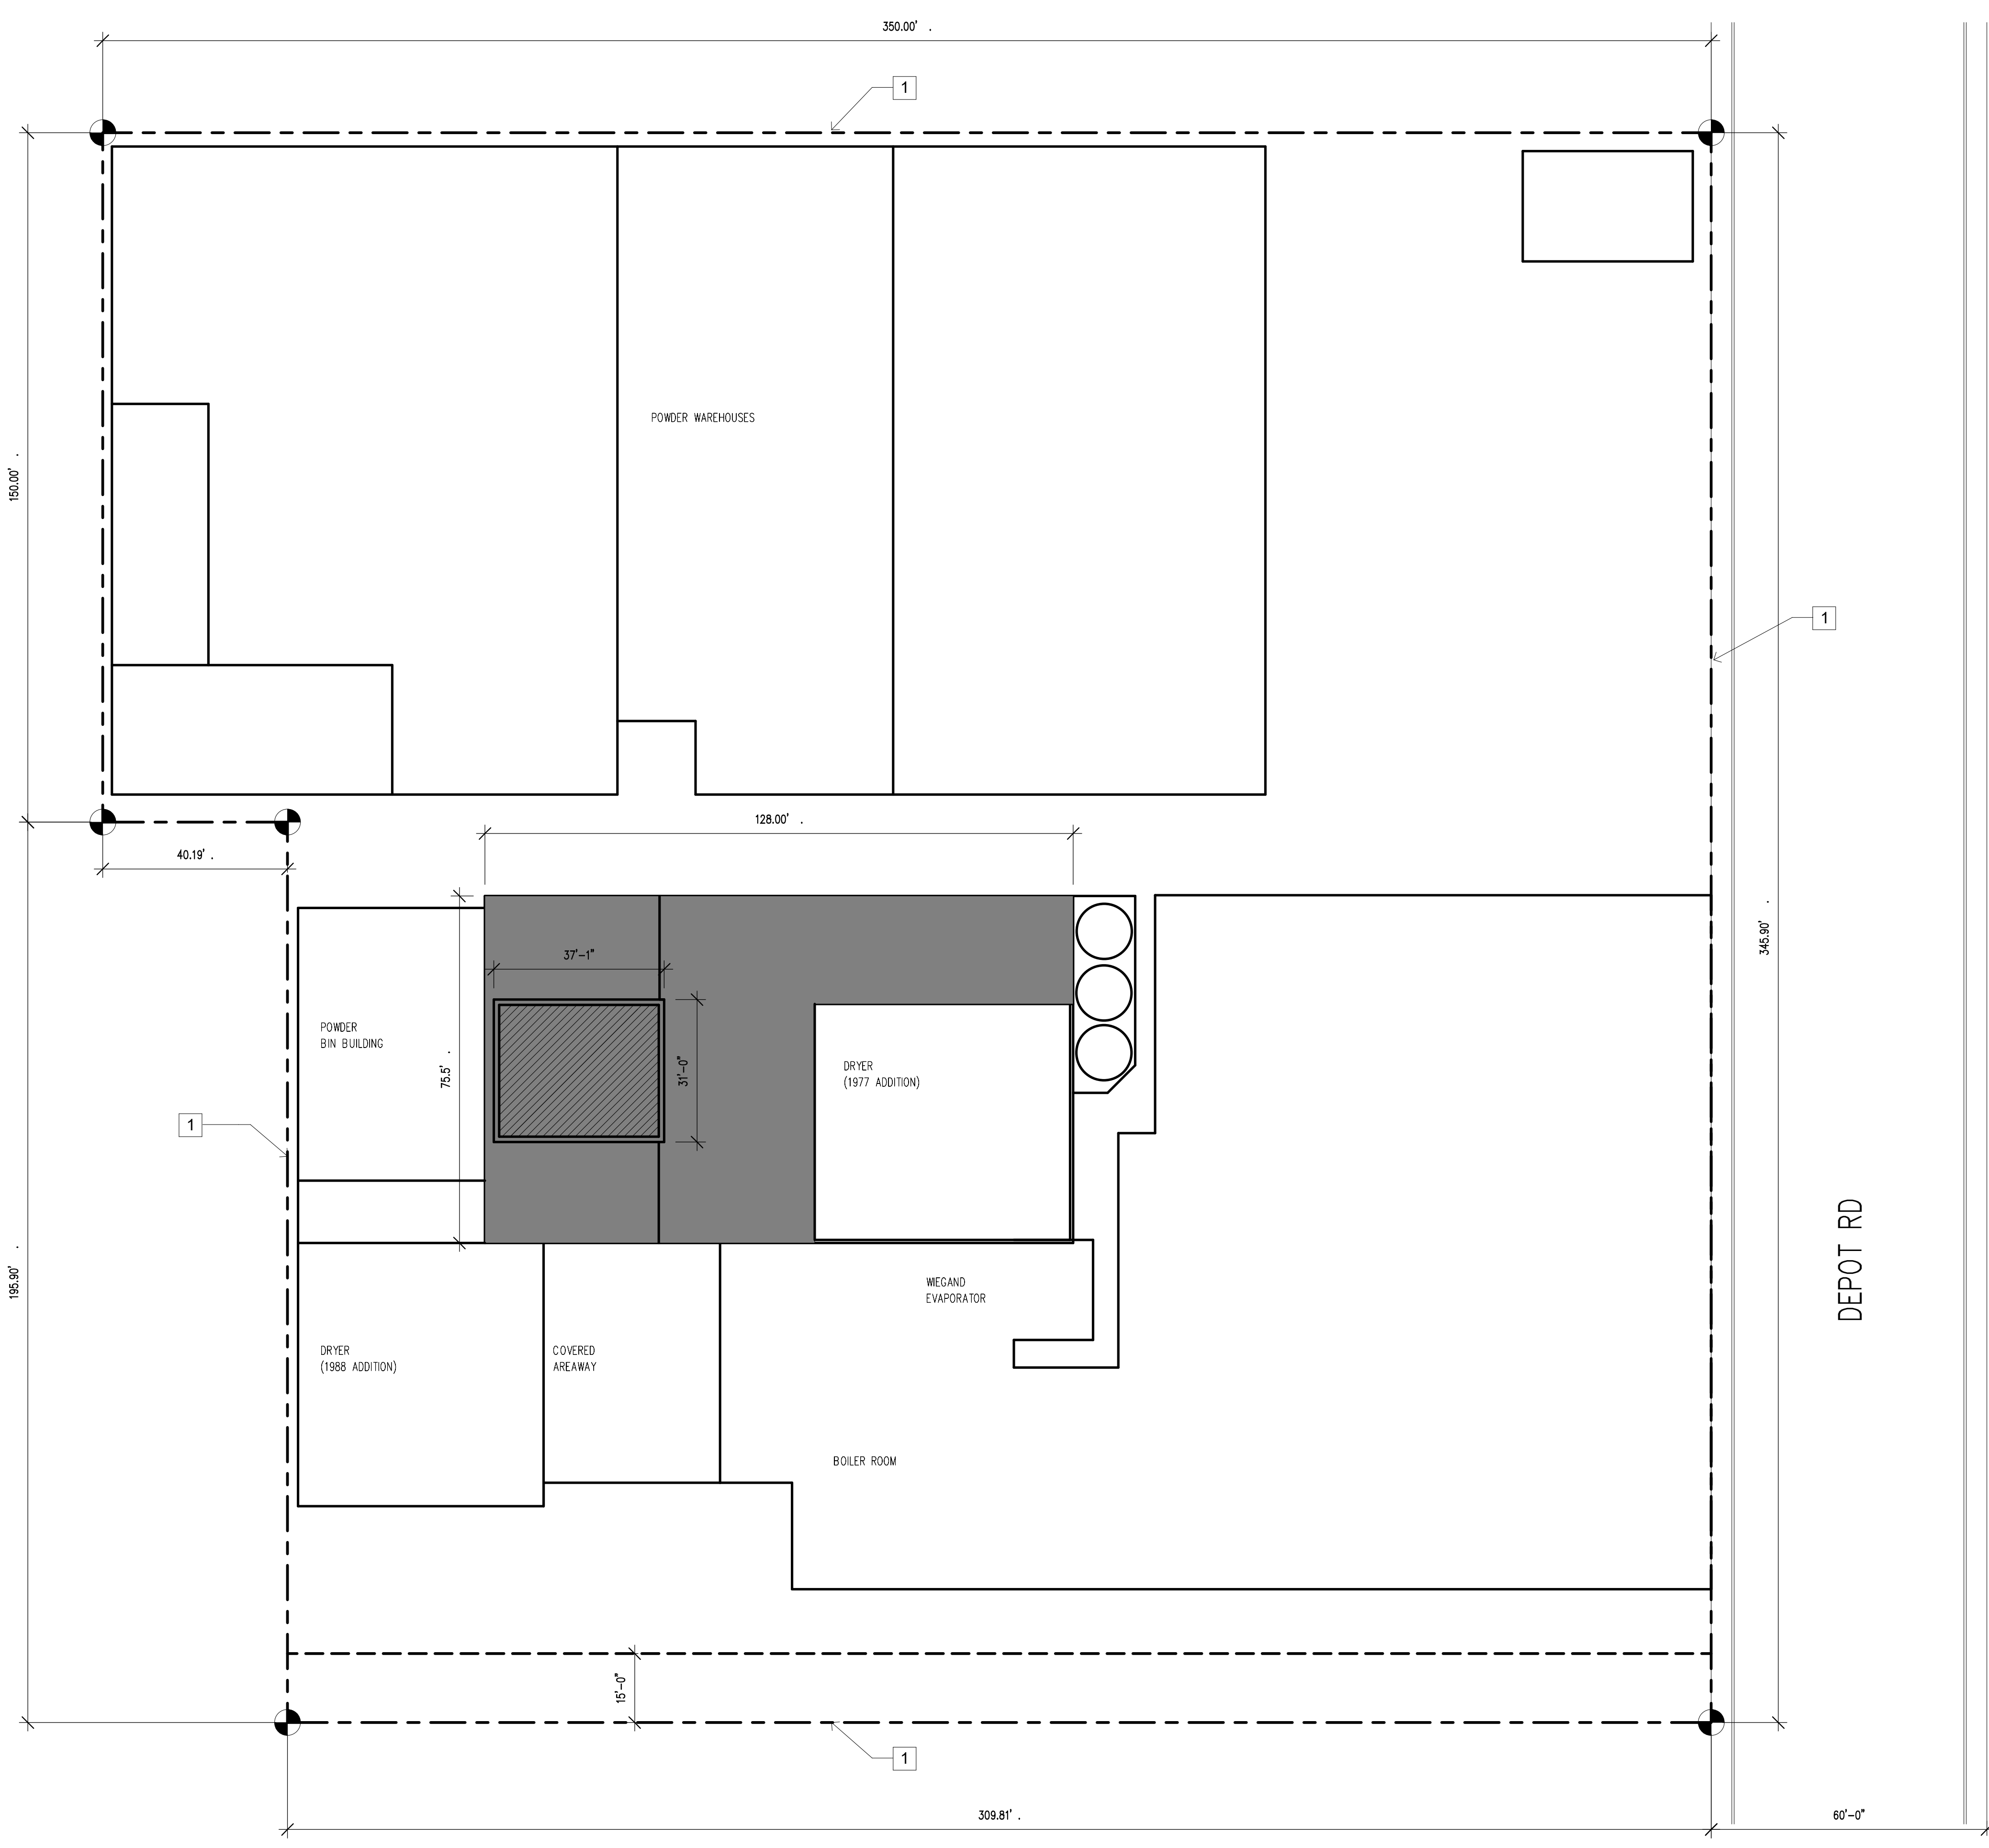 350.00' .
1
150.00' .
POWDER WAREHOUSES
1
128.00' .
40.19' .
345.90' .
37'-1"
POWDER
BIN BUILDING
75.5' .
31'-0"
DRYER
(1977 ADDITION)
1
195.90' .
DEPOT RD
WIEGAND
EVAPORATOR
DRYER
(1988 ADDITION)
COVERED
AREAWAY
BOILER ROOM
15'-0"
1
309.81' .
60'-0"